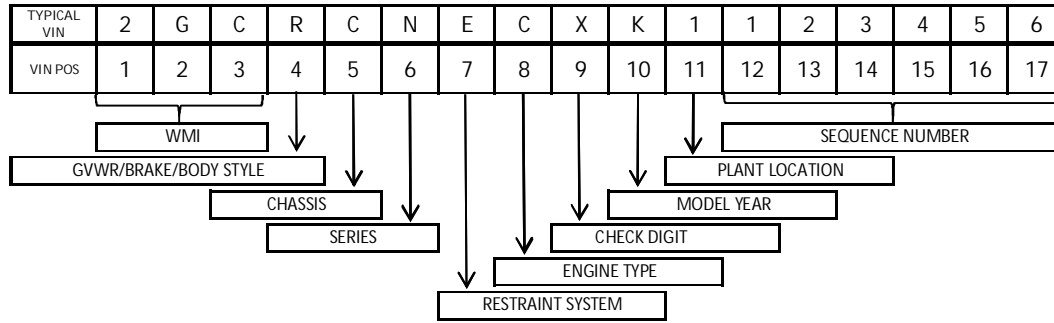 TYPICAL VIN 2 G C R C N E C X K 1 1 2 3 4 5 6
VIN POS 1 2 3 4 5 6 7 8 9 10 11 12 13 14 15 16 17
WMI SEQUENCE NUMBER
GVWR/BRAKE/BODY STYLE PLANT LOCATION
CHASSIS MODEL YEAR
SERIES CHECK DIGIT
ENGINE TYPE
RESTRAINT SYSTEM